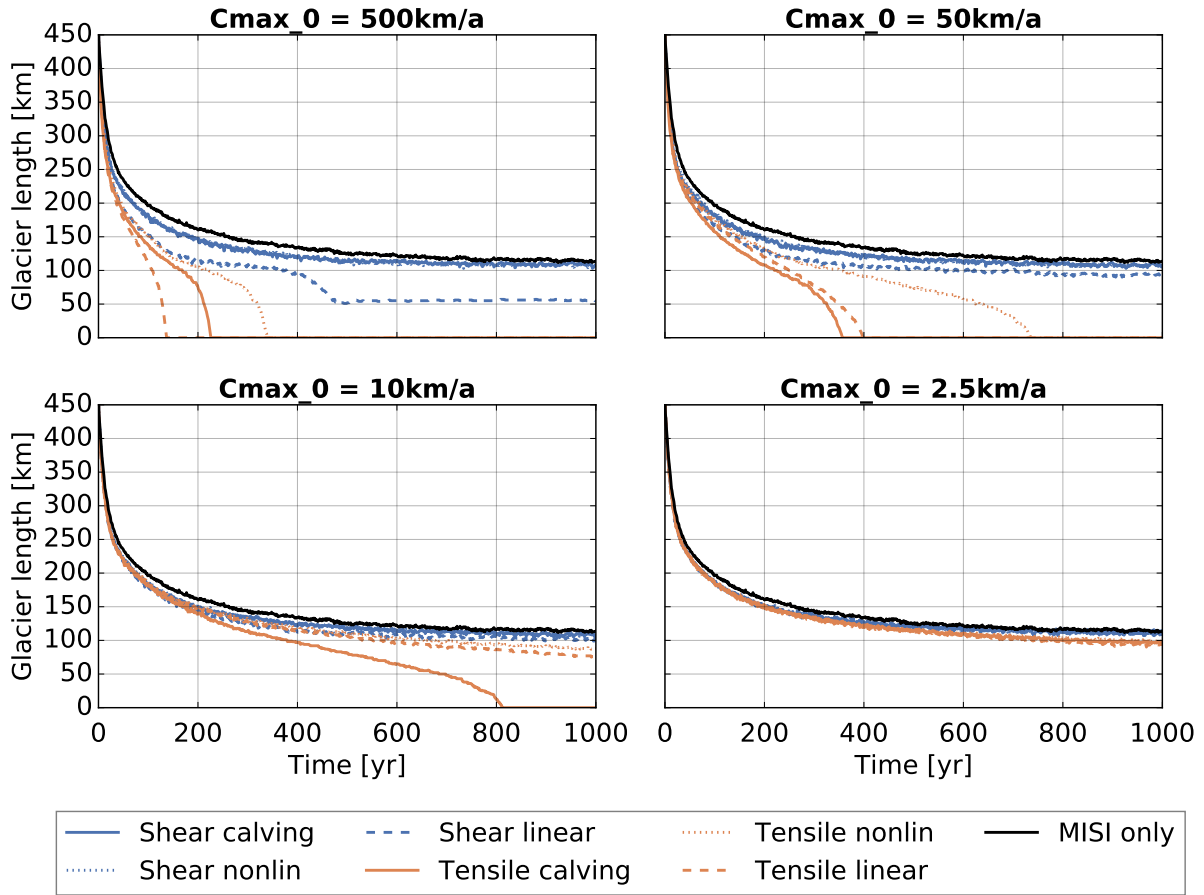 Cmax_0 = 500km/a
Cmax_0 = 50km/a
450
400
350
300
250
200
150
100
50
0
Glacier length [km]
Cmax_0 = 10km/a
Cmax_0 = 2.5km/a
450
400
350
300
250
200
150
100
50
0
Glacier length [km]
0 200 400 600 800 1000
0 200 400 600 800 1000
Time [yr]
Time [yr]
Shear calving
Shear linear
Tensile nonlin
MISI only
Shear nonlin
Tensile calving
Tensile linear